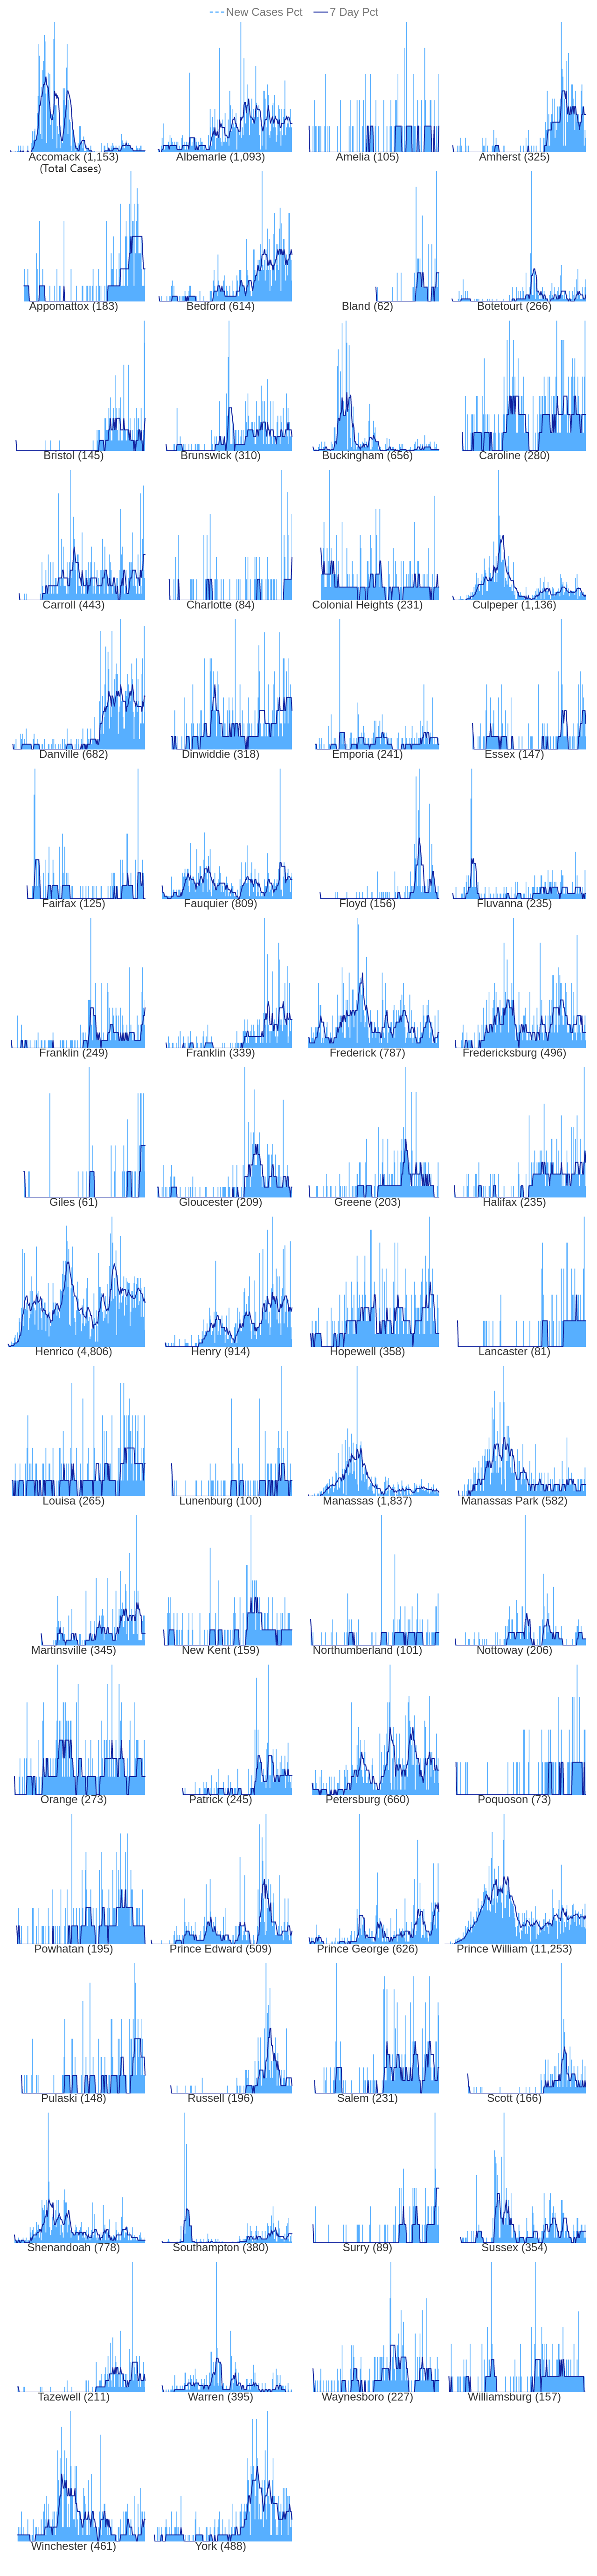 New Cases Pct 7 Day Pct
Accomack (1,153) Albemarle (1,093) Amelia (105) Amherst (325)
(Total Cases)
Appomattox (183) Bedford (614) Bland (62) Botetourt (266)
Bristol (145) Brunswick (310) Buckingham (656) Caroline (280)
Carroll (443) Charlotte (84) Colonial Heights (231) Culpeper (1,136)
Danville (682) Dinwiddie (318) Emporia (241) Essex (147)
Fairfax (125) Fauquier (809) Floyd (156) Fluvanna (235)
Franklin (249) Franklin (339) Frederick (787) Fredericksburg (496)
Giles (61) Gloucester (209) Greene (203) Halifax (235)
Henrico (4,806) Henry (914) Hopewell (358) Lancaster (81)
Louisa (265) Lunenburg (100) Manassas (1,837) Manassas Park (582)
Martinsville (345) New Kent (159) Northumberland (101) Nottoway (206)
Orange (273) Patrick (245) Petersburg (660) Poquoson (73)
Powhatan (195) Prince Edward (509) Prince George (626) Prince William (11,253)
Pulaski (148) Russell (196) Salem (231) Scott (166)
Shenandoah (778) Southampton (380) Surry (89) Sussex (354)
Tazewell (211) Warren (395) Waynesboro (227) Williamsburg (157)
Winchester (461) York (488)